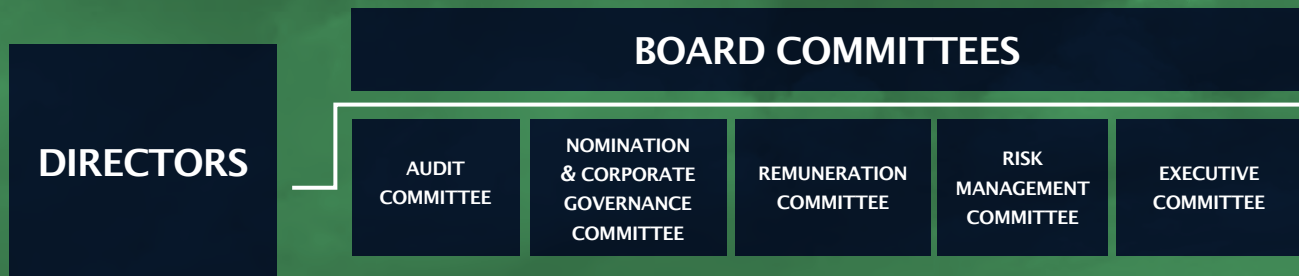 BOARD COMMITTEES
DIRECTORS
AUDIT
COMMITTEE
NOMINATION
& CORPORATE
GOVERNANCE
COMMITTEE
REMUNERATION
COMMITTEE
RISK
MANAGEMENT
COMMITTEE
EXECUTIVE
COMMITTEE